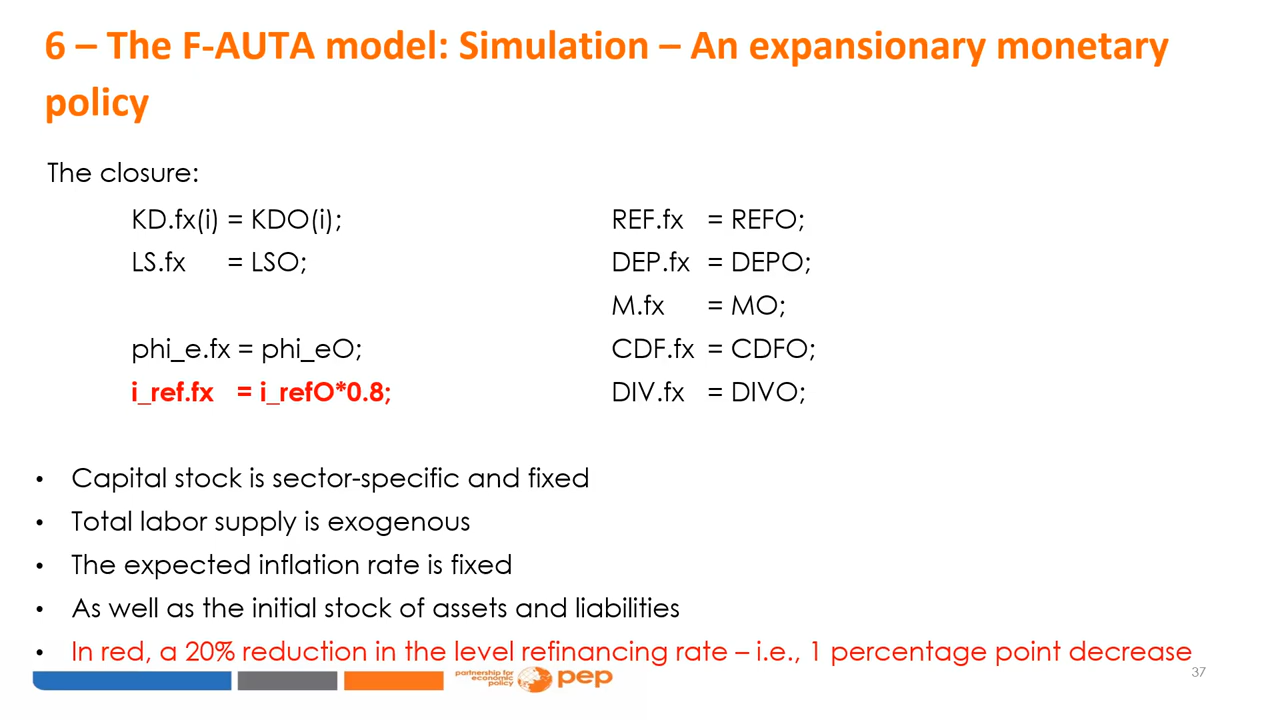 6 – The F-AUTA model: Simulation – An expansionary monetary
policy
The closure:
KD.fx(i) = KDO(i);
LS.fx = LSO;
phi_e.fx = phi_eO;
i_ref.fx = i_refO*0.8;
REF.fx = REFO;
DEP.fx = DEPO;
M.fx = MO;
CDF.fx = CDFO;
DIV.fx = DIVO;
• Capital stock is sector-specific and fixed
• Total labor supply is exogenous
• The expected inflation rate is fixed
• As well as the initial stock of assets and liabilities
• In red, a 20% reduction in the level refinancing rate – i.e., 1 percentage point decrease
partnership for
economic
policy
pep
37